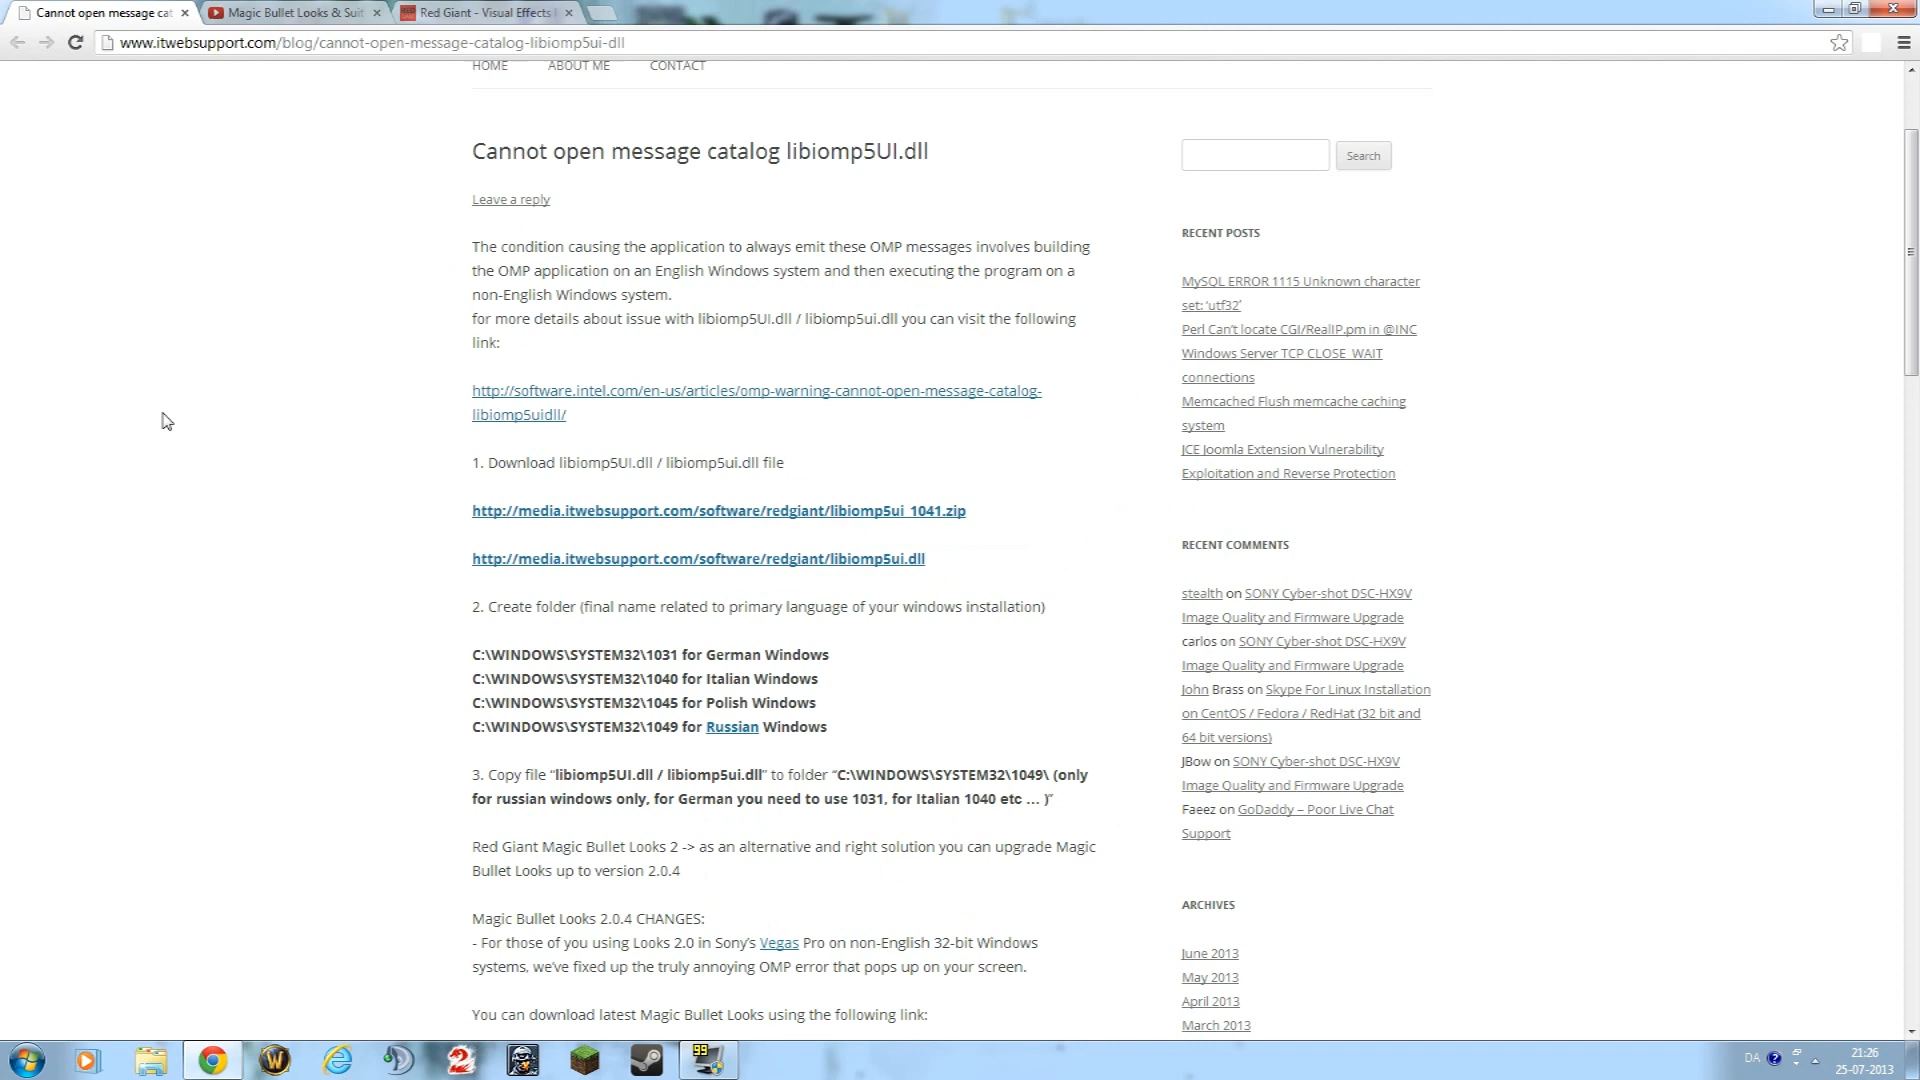 Cannot open message cat
Magic Bullet Looks & Suit
Red Giant - Visual Effects
www.itwebsupport.com/blog/cannot-open-message-catalog-libiomp5ui-dll
HOME ABOUT ME CONTACT
Cannot open message catalog libiomp5UI.dll
Leave a reply
The condition causing the application to always emit these OMP messages involves building
the OMP application on an English Windows system and then executing the program on a
non-English Windows system.
for more details about issue with libiomp5UI.dll / libiomp5ui.dll you can visit the following
link:
http://software.intel.com/en-us/articles/omp-warning-cannot-open-message-catalog-
libiomp5uidll/
1. Download libiomp5UI.dll / libiomp5ui.dll file
http://media.itwebsupport.com/software/redgiant/libiomp5ui_1041.zip
http://media.itwebsupport.com/software/redgiant/libiomp5ui.dll
2. Create folder (final name related to primary language of your windows installation)
C:\WINDOWS\SYSTEM32\1031 for German Windows
C:\WINDOWS\SYSTEM32\1040 for Italian Windows
C:\WINDOWS\SYSTEM32\1045 for Polish Windows
C:\WINDOWS\SYSTEM32\1049 for Russian Windows
3. Copy file “libiomp5UI.dll / libiomp5ui.dll” to folder “C:\WINDOWS\SYSTEM32\1049\ (only
for russian windows only, for German you need to use 1031, for Italian 1040 etc … )”
Red Giant Magic Bullet Looks 2 -> as an alternative and right solution you can upgrade Magic
Bullet Looks up to version 2.0.4
Magic Bullet Looks 2.0.4 CHANGES:
- For those of you using Looks 2.0 in Sony’s Vegas Pro on non-English 32-bit Windows
systems, we’ve fixed up the truly annoying OMP error that pops up on your screen.
You can download latest Magic Bullet Looks using the following link:
Search
RECENT POSTS
MySQL ERROR 1115 Unknown character
set: ‘utf32’
Perl Can’t locate CGI/RealIP.pm in @INC
Windows Server TCP CLOSE_WAIT
connections
Memcached Flush memcache caching
system
JCE Joomla Extension Vulnerability
Exploitation and Reverse Protection
RECENT COMMENTS
stealth on SONY Cyber-shot DSC-HX9V
Image Quality and Firmware Upgrade
carlos on SONY Cyber-shot DSC-HX9V
Image Quality and Firmware Upgrade
John Brass on Skype For Linux Installation
on CentOS / Fedora / RedHat (32 bit and
64 bit versions)
JBow on SONY Cyber-shot DSC-HX9V
Image Quality and Firmware Upgrade
Faeez on GoDaddy – Poor Live Chat
Support
ARCHIVES
June 2013
May 2013
April 2013
March 2013
99
DA
21:26
25-07-2013